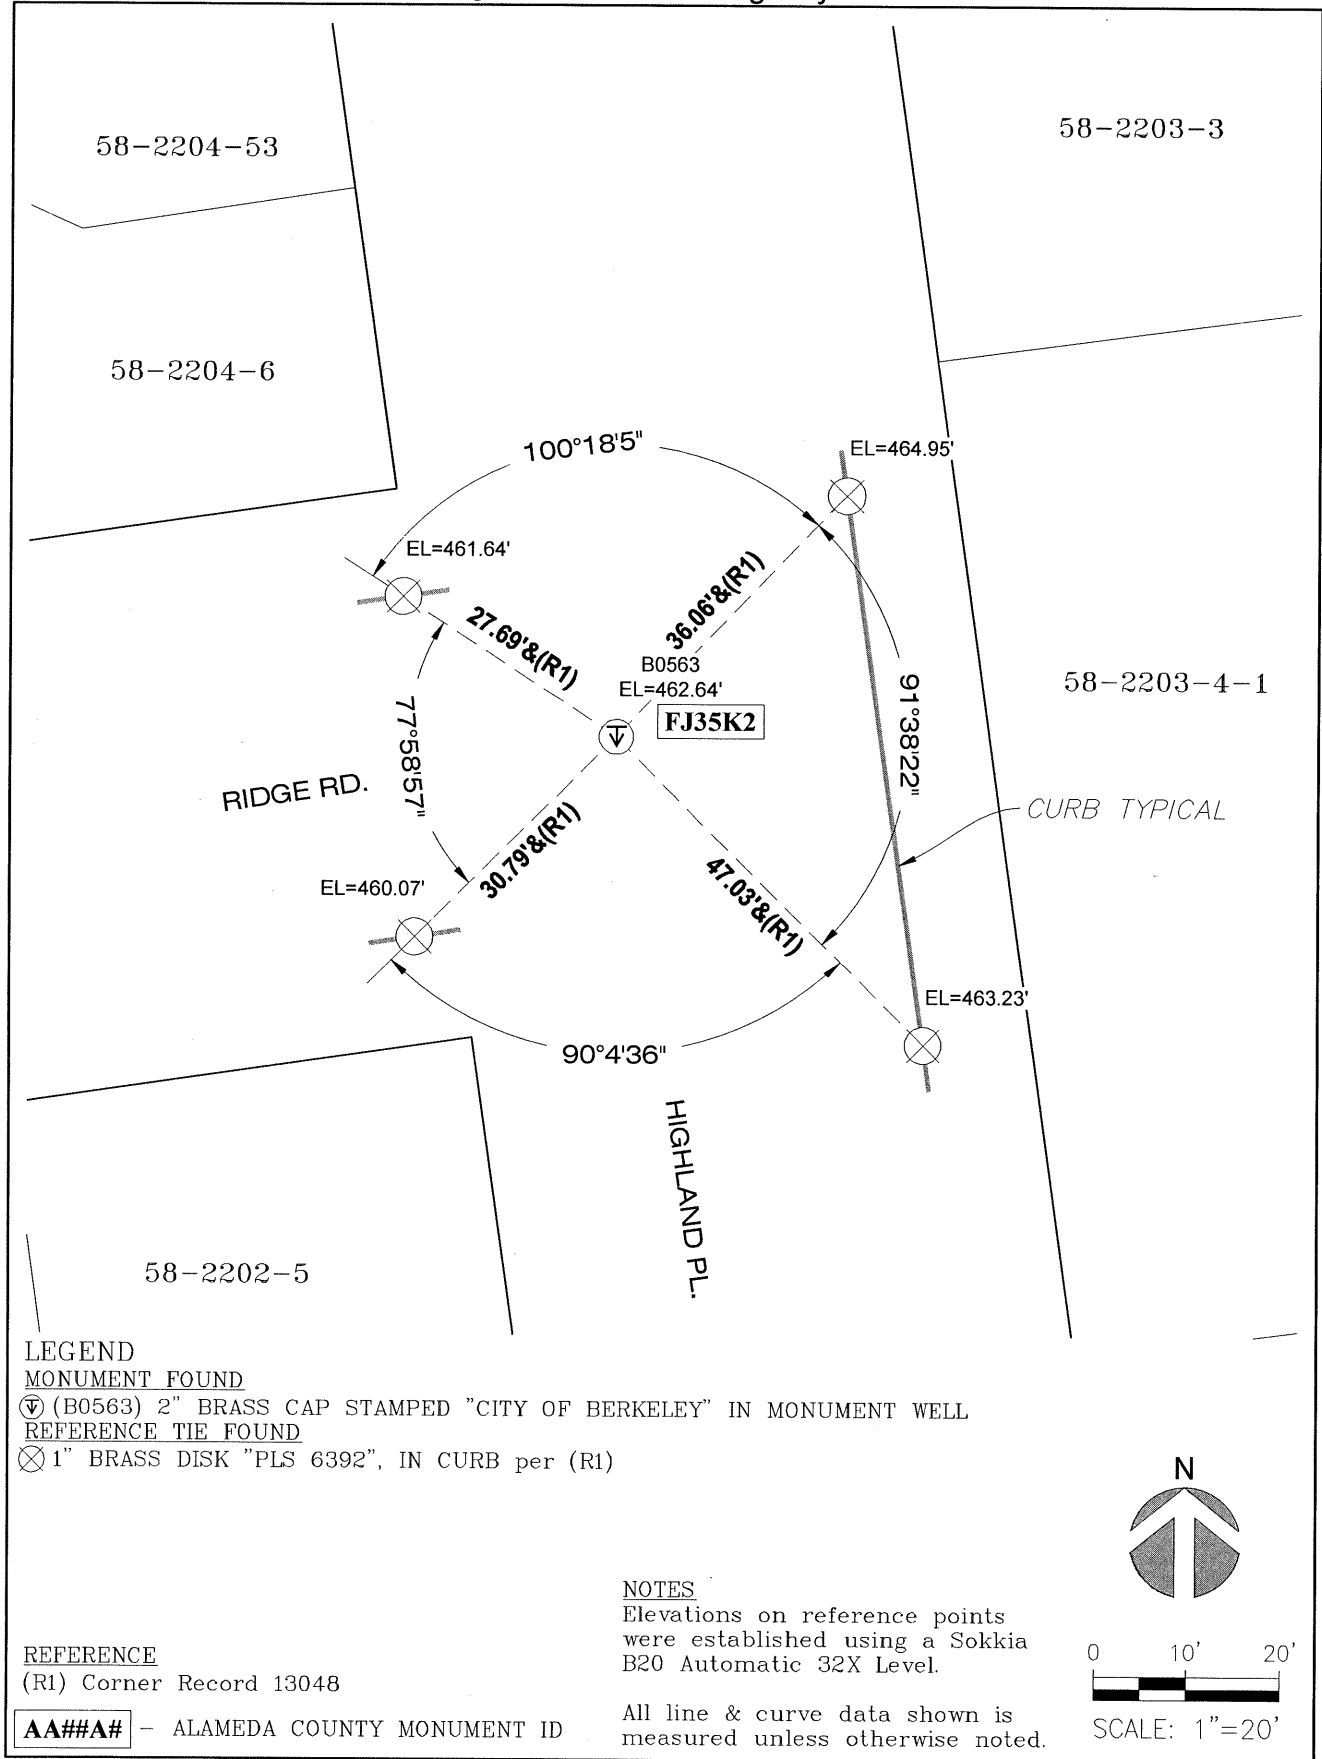 58-2204-53
58-2203-3
58-2204-6
100°18'5"
EL=464.95'
EL=461.64'
27.69'&(R1)
36.06'&(R1)
B0563
EL=462.64'
FJ35K2
58-2203-4-1
77°58'57"
91°38'22"
RIDGE RD.
CURB TYPICAL
30.79'&(R1)
47.03'&(R1)
EL=460.07'
EL=463.23'
90°4'36"
HIGHLAND PL.
58-2202-5
LEGEND
MONUMENT FOUND
(B0563) 2" BRASS CAP STAMPED "CITY OF BERKELEY" IN MONUMENT WELL
REFERENCE TIE FOUND
1" BRASS DISK "PLS 6392", IN CURB per (R1)
N
NOTES
Elevations on reference points
were established using a Sokkia
B20 Automatic 32X Level.
All line & curve data shown is
measured unless otherwise noted.
REFERENCE
(R1) Corner Record 13048
AA##A# - ALAMEDA COUNTY MONUMENT ID
0 10' 20'
SCALE: 1"=20'